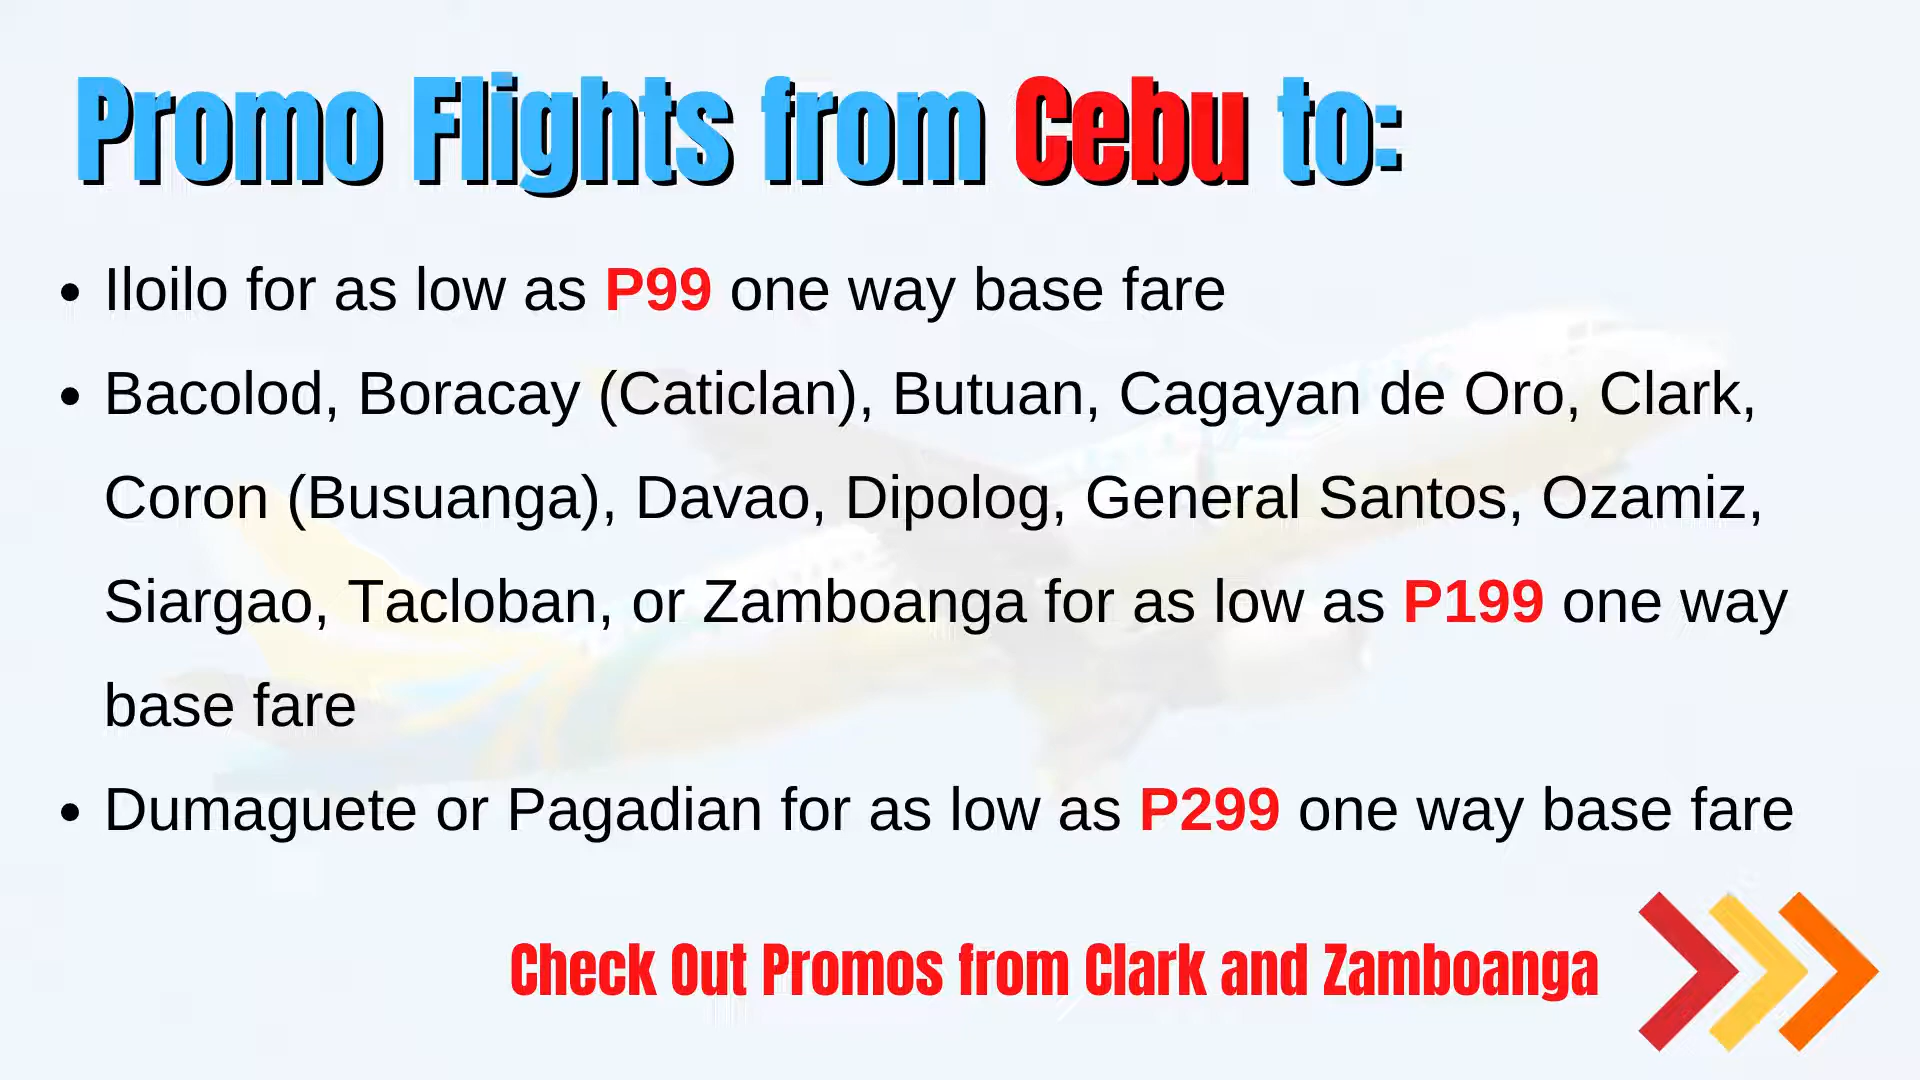 Promo Flights from Cebu to:
• Iloilo for as low as P99 one way base fare
• Bacolod, Boracay (Caticlan), Butuan, Cagayan de Oro, Clark,
Coron (Busuanga), Davao, Dipolog, General Santos, Ozamiz,
Siargao, Tacloban, or Zamboanga for as low as P199 one way
base fare
• Dumaguete or Pagadian for as low as P299 one way base fare
Check Out Promos from Clark and Zamboanga